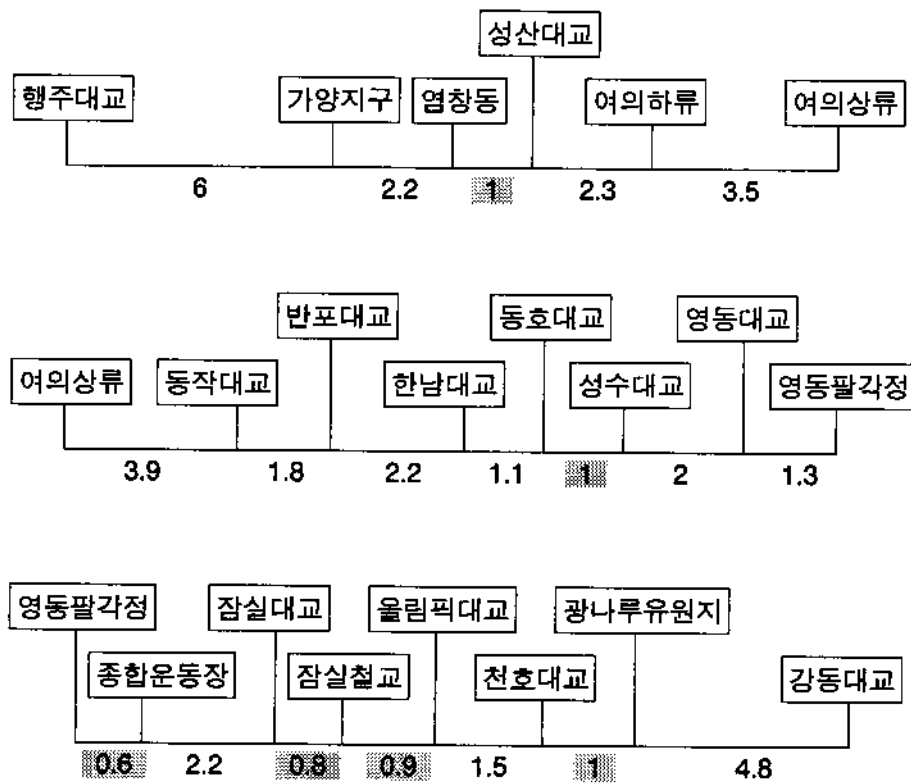 성산대교
행주대교 가양지구 염창동 여의하류 여의상류
6 2.2 1 2.3 3.5
반포대교 동호대교 영동대교
여의상류 동작대교 한남대교 성수대교 영동팔각정
3.9 1.8 2.2 1.1 1 2 1.3
영동팔각정 잠실대교 올림픽대교 광나루유원지
종합운동장 잠실철교 천호대교 강동대교
0.6 2.2 0.8 0.9 1.5 1 4.8